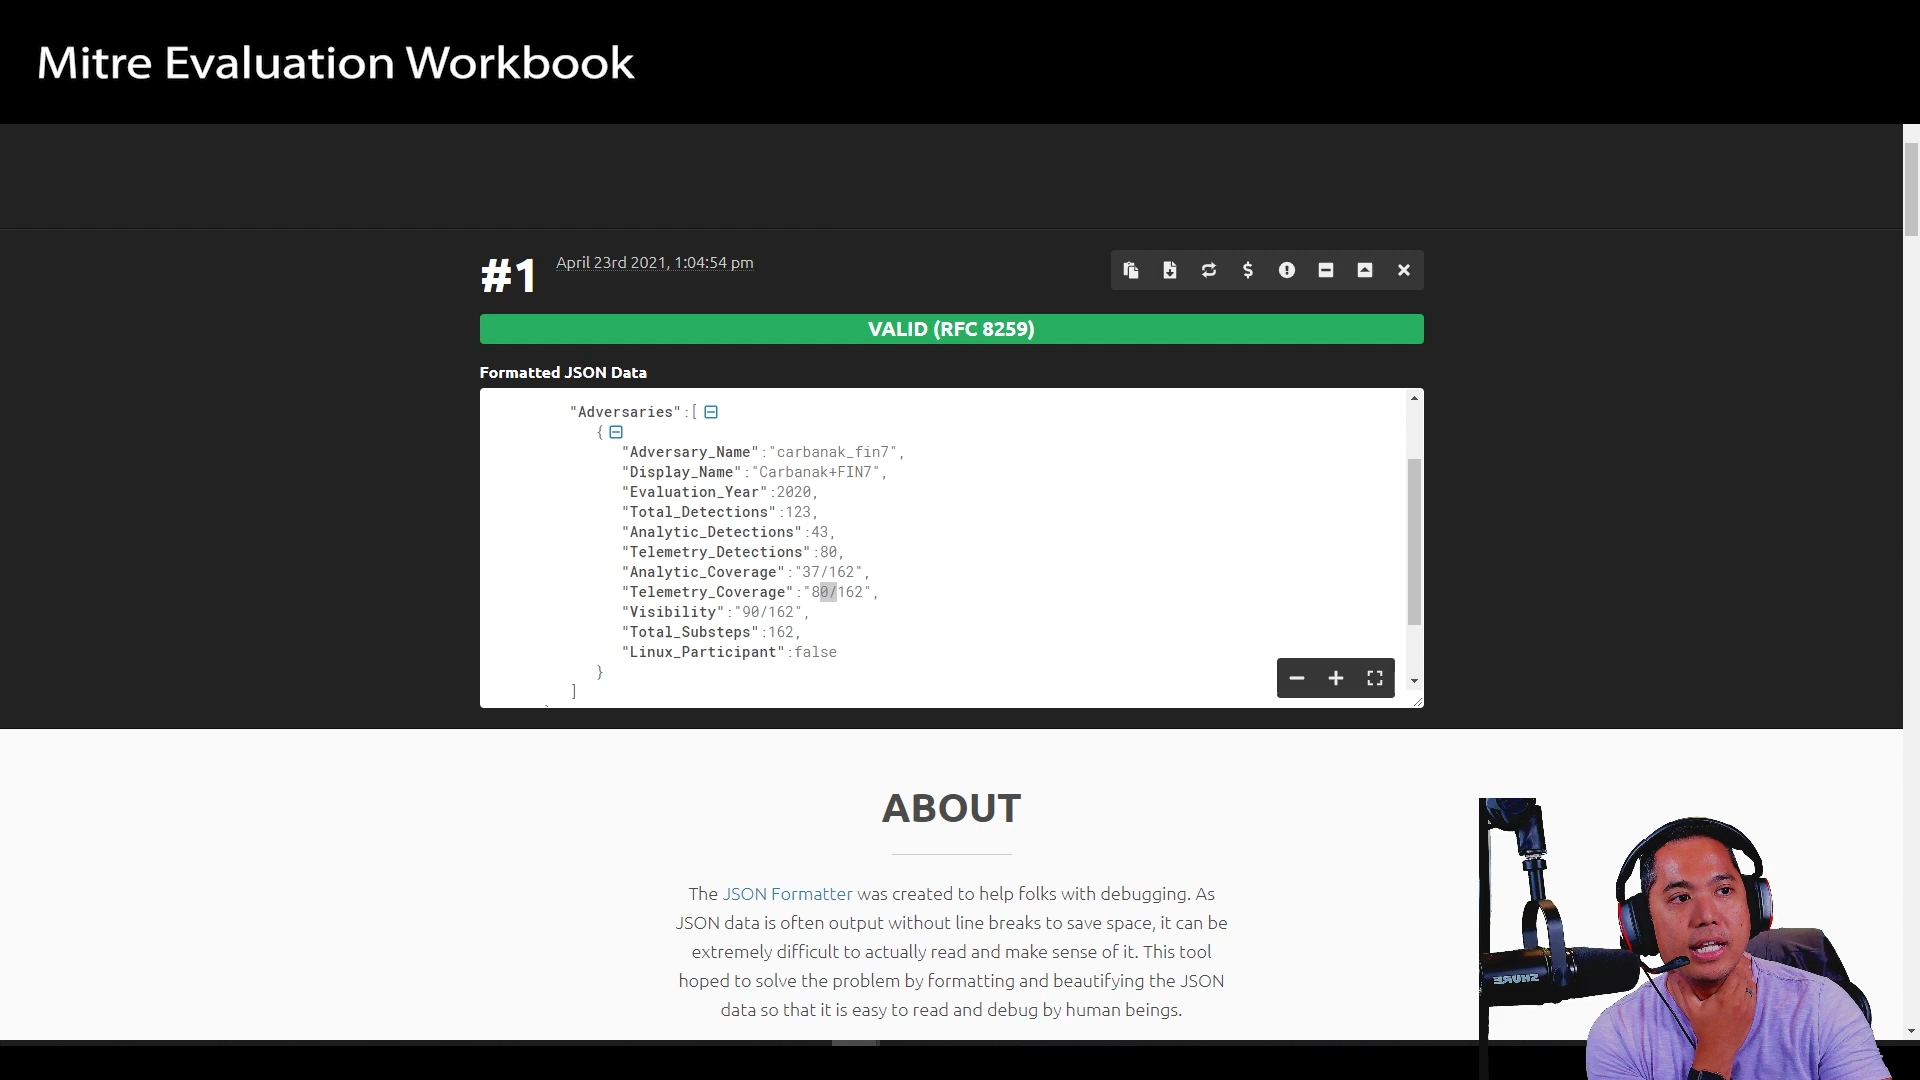 Mitre Evaluation Workbook
#1 April 23rd 2021, 1:04:54 pm
VALID (RFC 8259)
Formatted JSON Data
"Adversaries":[
{
"Adversary_Name":"carbanak_fin7",
"Display_Name":"Carbanak+FIN7",
"Evaluation_Year":2020,
"Total_Detections":123,
"Analytic_Detections":43,
"Telemetry_Detections":80,
"Analytic_Coverage":"37/162",
"Telemetry_Coverage":"80/162",
"Visibility":"90/162",
"Total_Substeps":162,
"Linux_Participant":false
}
]
ABOUT
The JSON Formatter was created to help folks with debugging. As
JSON data is often output without line breaks to save space, it can be
extremely difficult to actually read and make sense of it. This tool
hoped to solve the problem by formatting and beautifying the JSON
data so that it is easy to read and debug by human beings.
SHURE